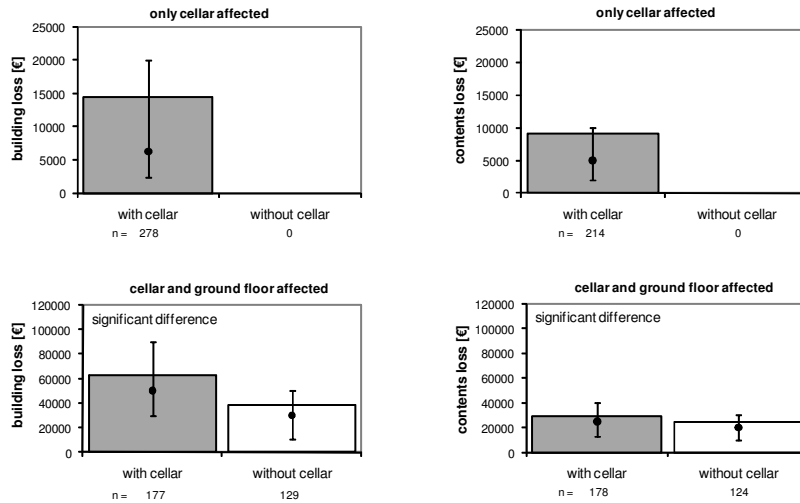 only cellar affected
building loss [€]
25000
20000
15000
10000
5000
0
with cellar without cellar
n = 278 0
only cellar affected
contents loss [€]
25000
20000
15000
10000
5000
0
with cellar without cellar
n = 214 0
cellar and ground floor affected
building loss [€]
120000
100000
80000
60000
40000
20000
0
significant difference
with cellar without cellar
n = 177 129
cellar and ground floor affected
contents loss [€]
120000
100000
80000
60000
40000
20000
0
significant difference
with cellar without cellar
n = 178 124